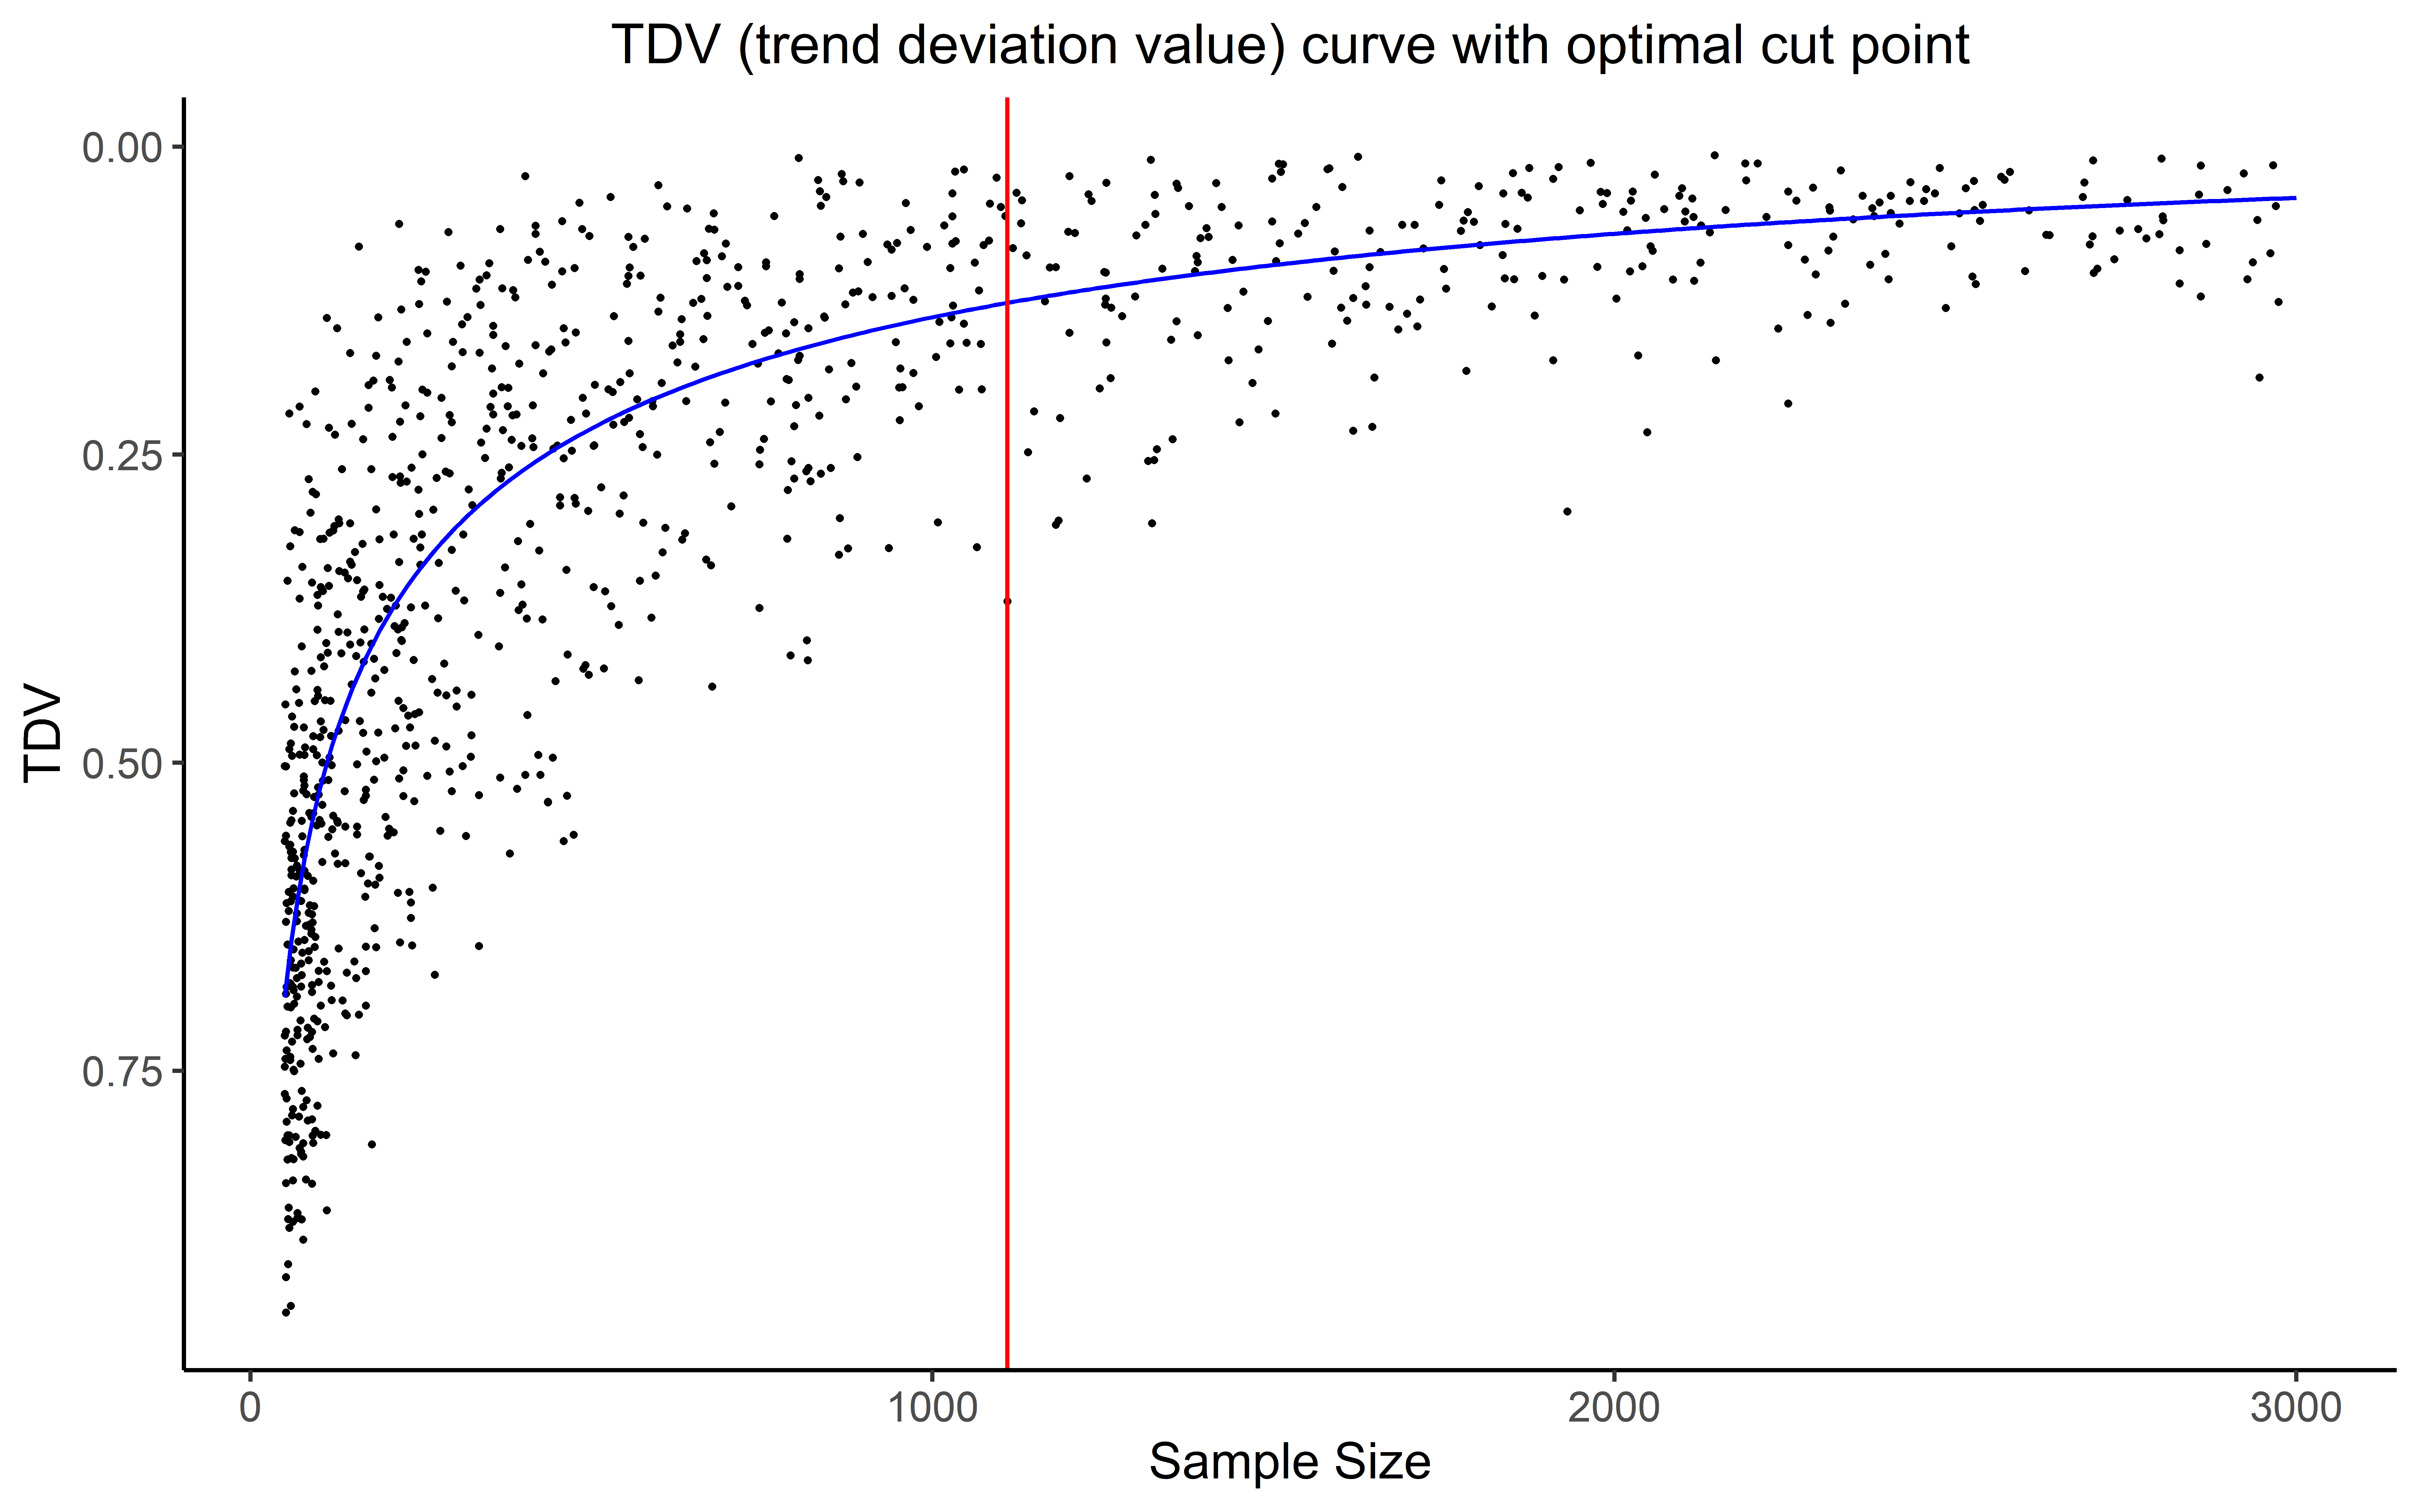 TDV (trend deviation value) curve with optimal cut point
0.00
0.25
0.50
0.75
TDV
0
1000
2000
3000
Sample Size